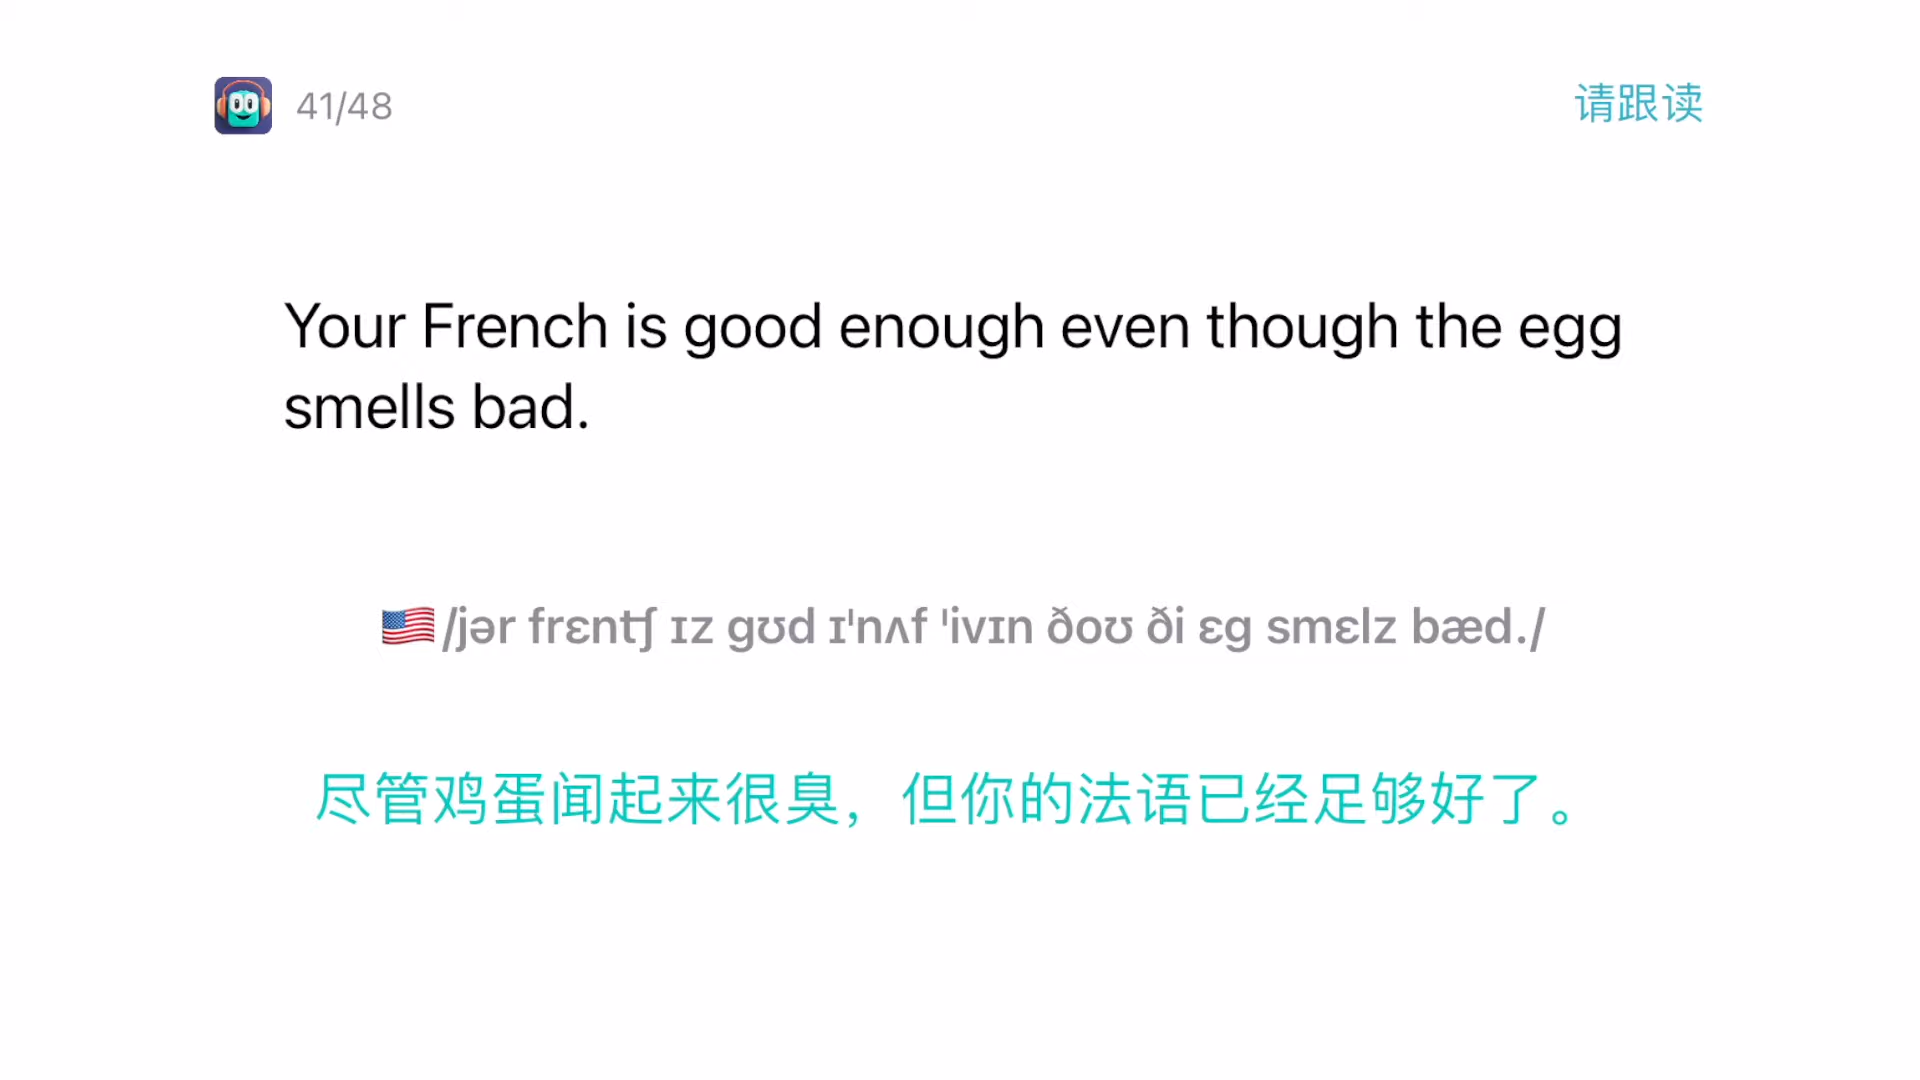 41/48
请跟读
Your French is good enough even though the egg
smells bad.
/jər frɛnʧ ɪz gʊd ɪˈnʌf ˈivɪn ðoʊ ði ɛg smɛlz bæd./
尽管鸡蛋闻起来很臭，但你的法语已经足够好了。